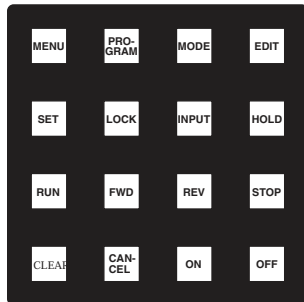 MENU
PRO-
GRAM
MODE
EDIT
SET
LOCK
INPUT
HOLD
RUN
FWD
REV
STOP
CLEAR
CAN-
CEL
ON
OFF